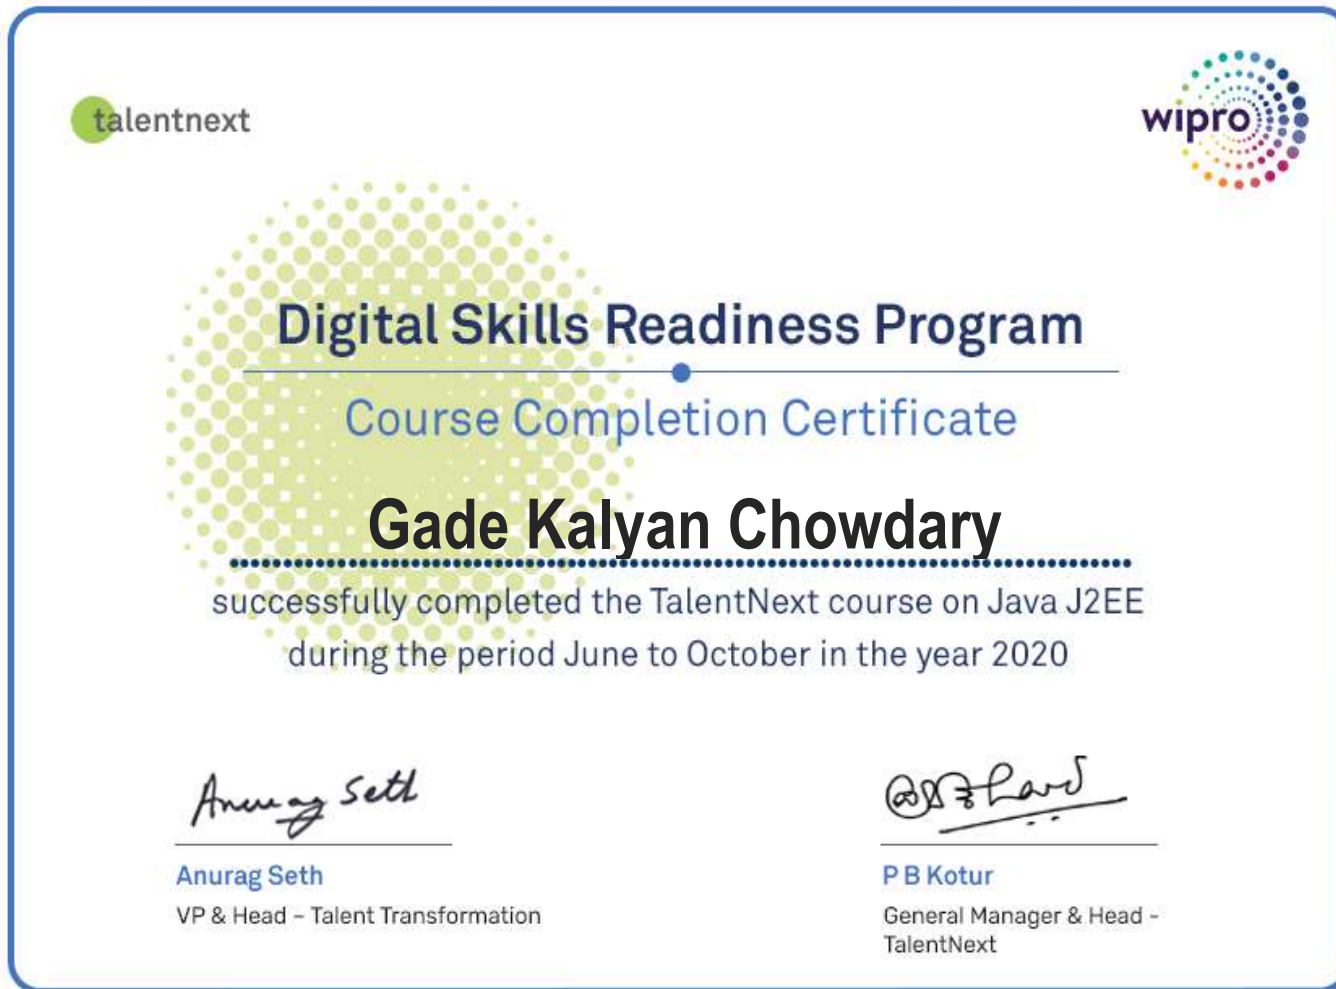 talentnext
wipro
Digital Skills Readiness Program
Course Completion Certificate
Gade Kalyan Chowdary
successfully completed the TalentNext course on Java J2EE
during the period June to October in the year 2020
Anurag Seth
Anurag Seth
VP & Head – Talent Transformation
P B Kotur
General Manager & Head -
TalentNext